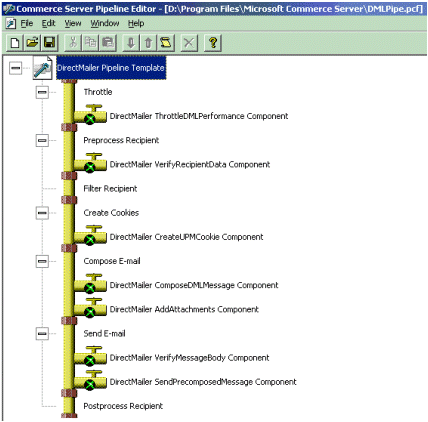 Commerce Server Pipeline Editor - [D:\Program Files\Microsoft Commerce Server\DMLPipe.pcf]
File Edit View Window Help
DirectMailer Pipeline Template
Throttle
DirectMailer ThrottleDMLPerformance Component
Preprocess Recipient
DirectMailer VerifyRecipientData Component
Filter Recipient
Create Cookies
DirectMailer CreateUPMCookie Component
Compose E-mail
DirectMailer ComposeDMLMessage Component
DirectMailer AddAttachments Component
Send E-mail
DirectMailer VerifyMessageBody Component
DirectMailer SendPrecomposedMessage Component
Postprocess Recipient